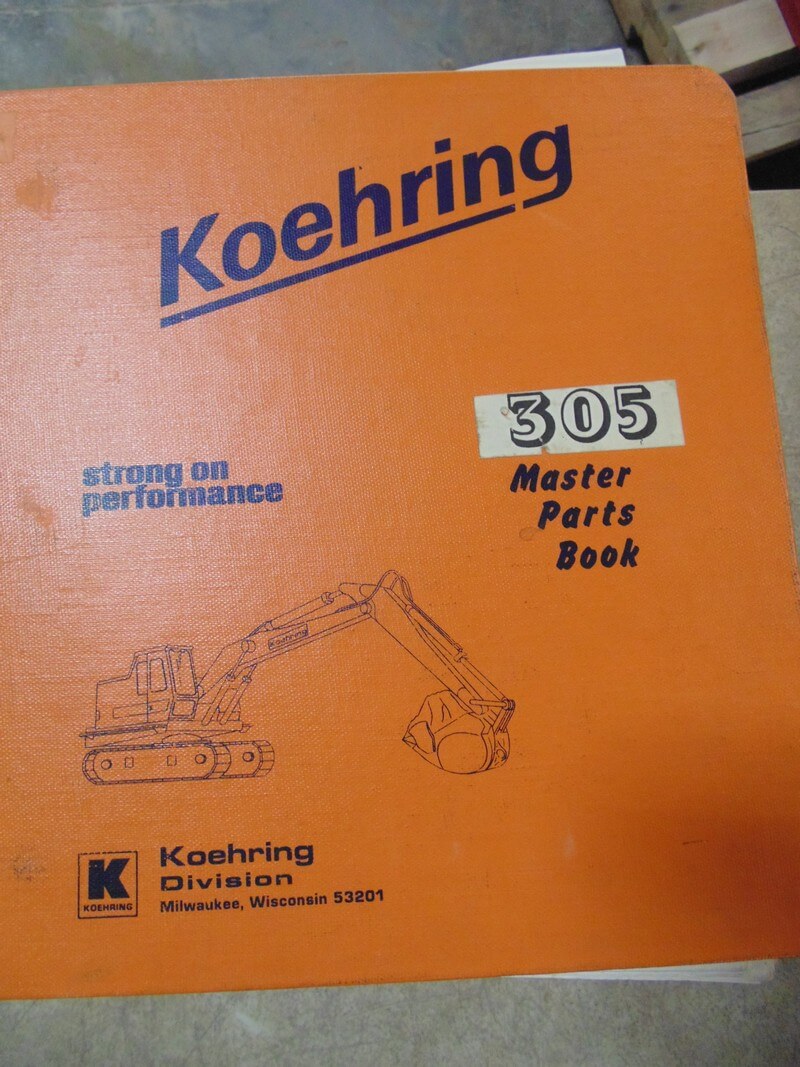 Koehring
305
Master
Parts
Book
strong on
performance
Koehring
K
KOEHRING
Koehring
Division
Milwaukee, Wisconsin 53201